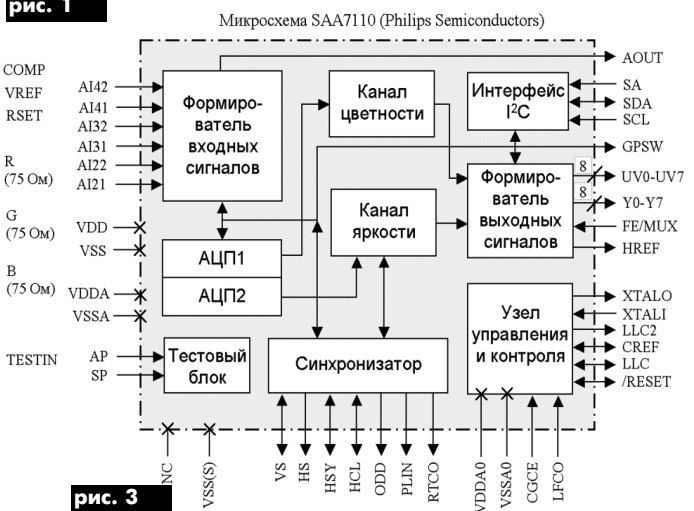 рис. 1
Микросхема SAA7110 (Philips Semiconductors)
COMP
VREF
RSET
R
(75 Ом)
G
(75 Ом)
B
(75 Ом)
TESTIN
AI42
AI41
AI32
AI31
AI22
AI21
VDD
VSS
VDDA
VSSA
AP
SP
Формиро-
ватель
входных
сигналов
АЦП1
АЦП2
Тестовый
блок
Канал
цветности
Канал
яркости
Синхронизатор
Интерфейс
I²C
Формиро-
ватель
выходных
сигналов
Узел
управления
и контроля
8
8
AOUT
SA
SDA
SCL
GPSW
UV0-UV7
Y0-Y7
FE/MUX
HREF
XTALO
XTALI
LLC2
CREF
LLC
/RESET
NC
VSS(S)
VS
HS
HSY
HCL
ODD
PLIN
RTCO
VDDA0
VSSA0
CGCE
LFCO
рис. 3